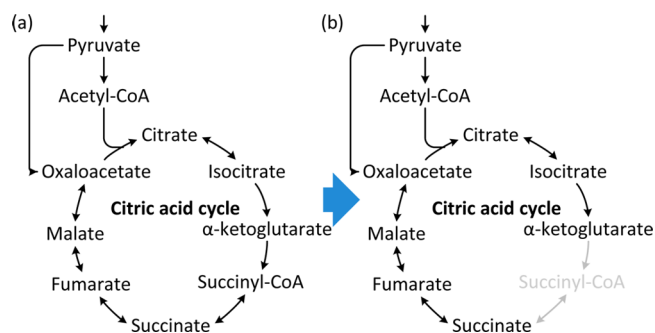 (a)
Pyruvate
Acetyl-CoA
Citrate
Oxaloacetate
Isocitrate
Citric acid cycle
Malate
α-ketoglutarate
Fumarate
Succinyl-CoA
Succinate
(b)
Pyruvate
Acetyl-CoA
Citrate
Oxaloacetate
Isocitrate
Citric acid cycle
Malate
α-ketoglutarate
Fumarate
Succinyl-CoA
Succinate